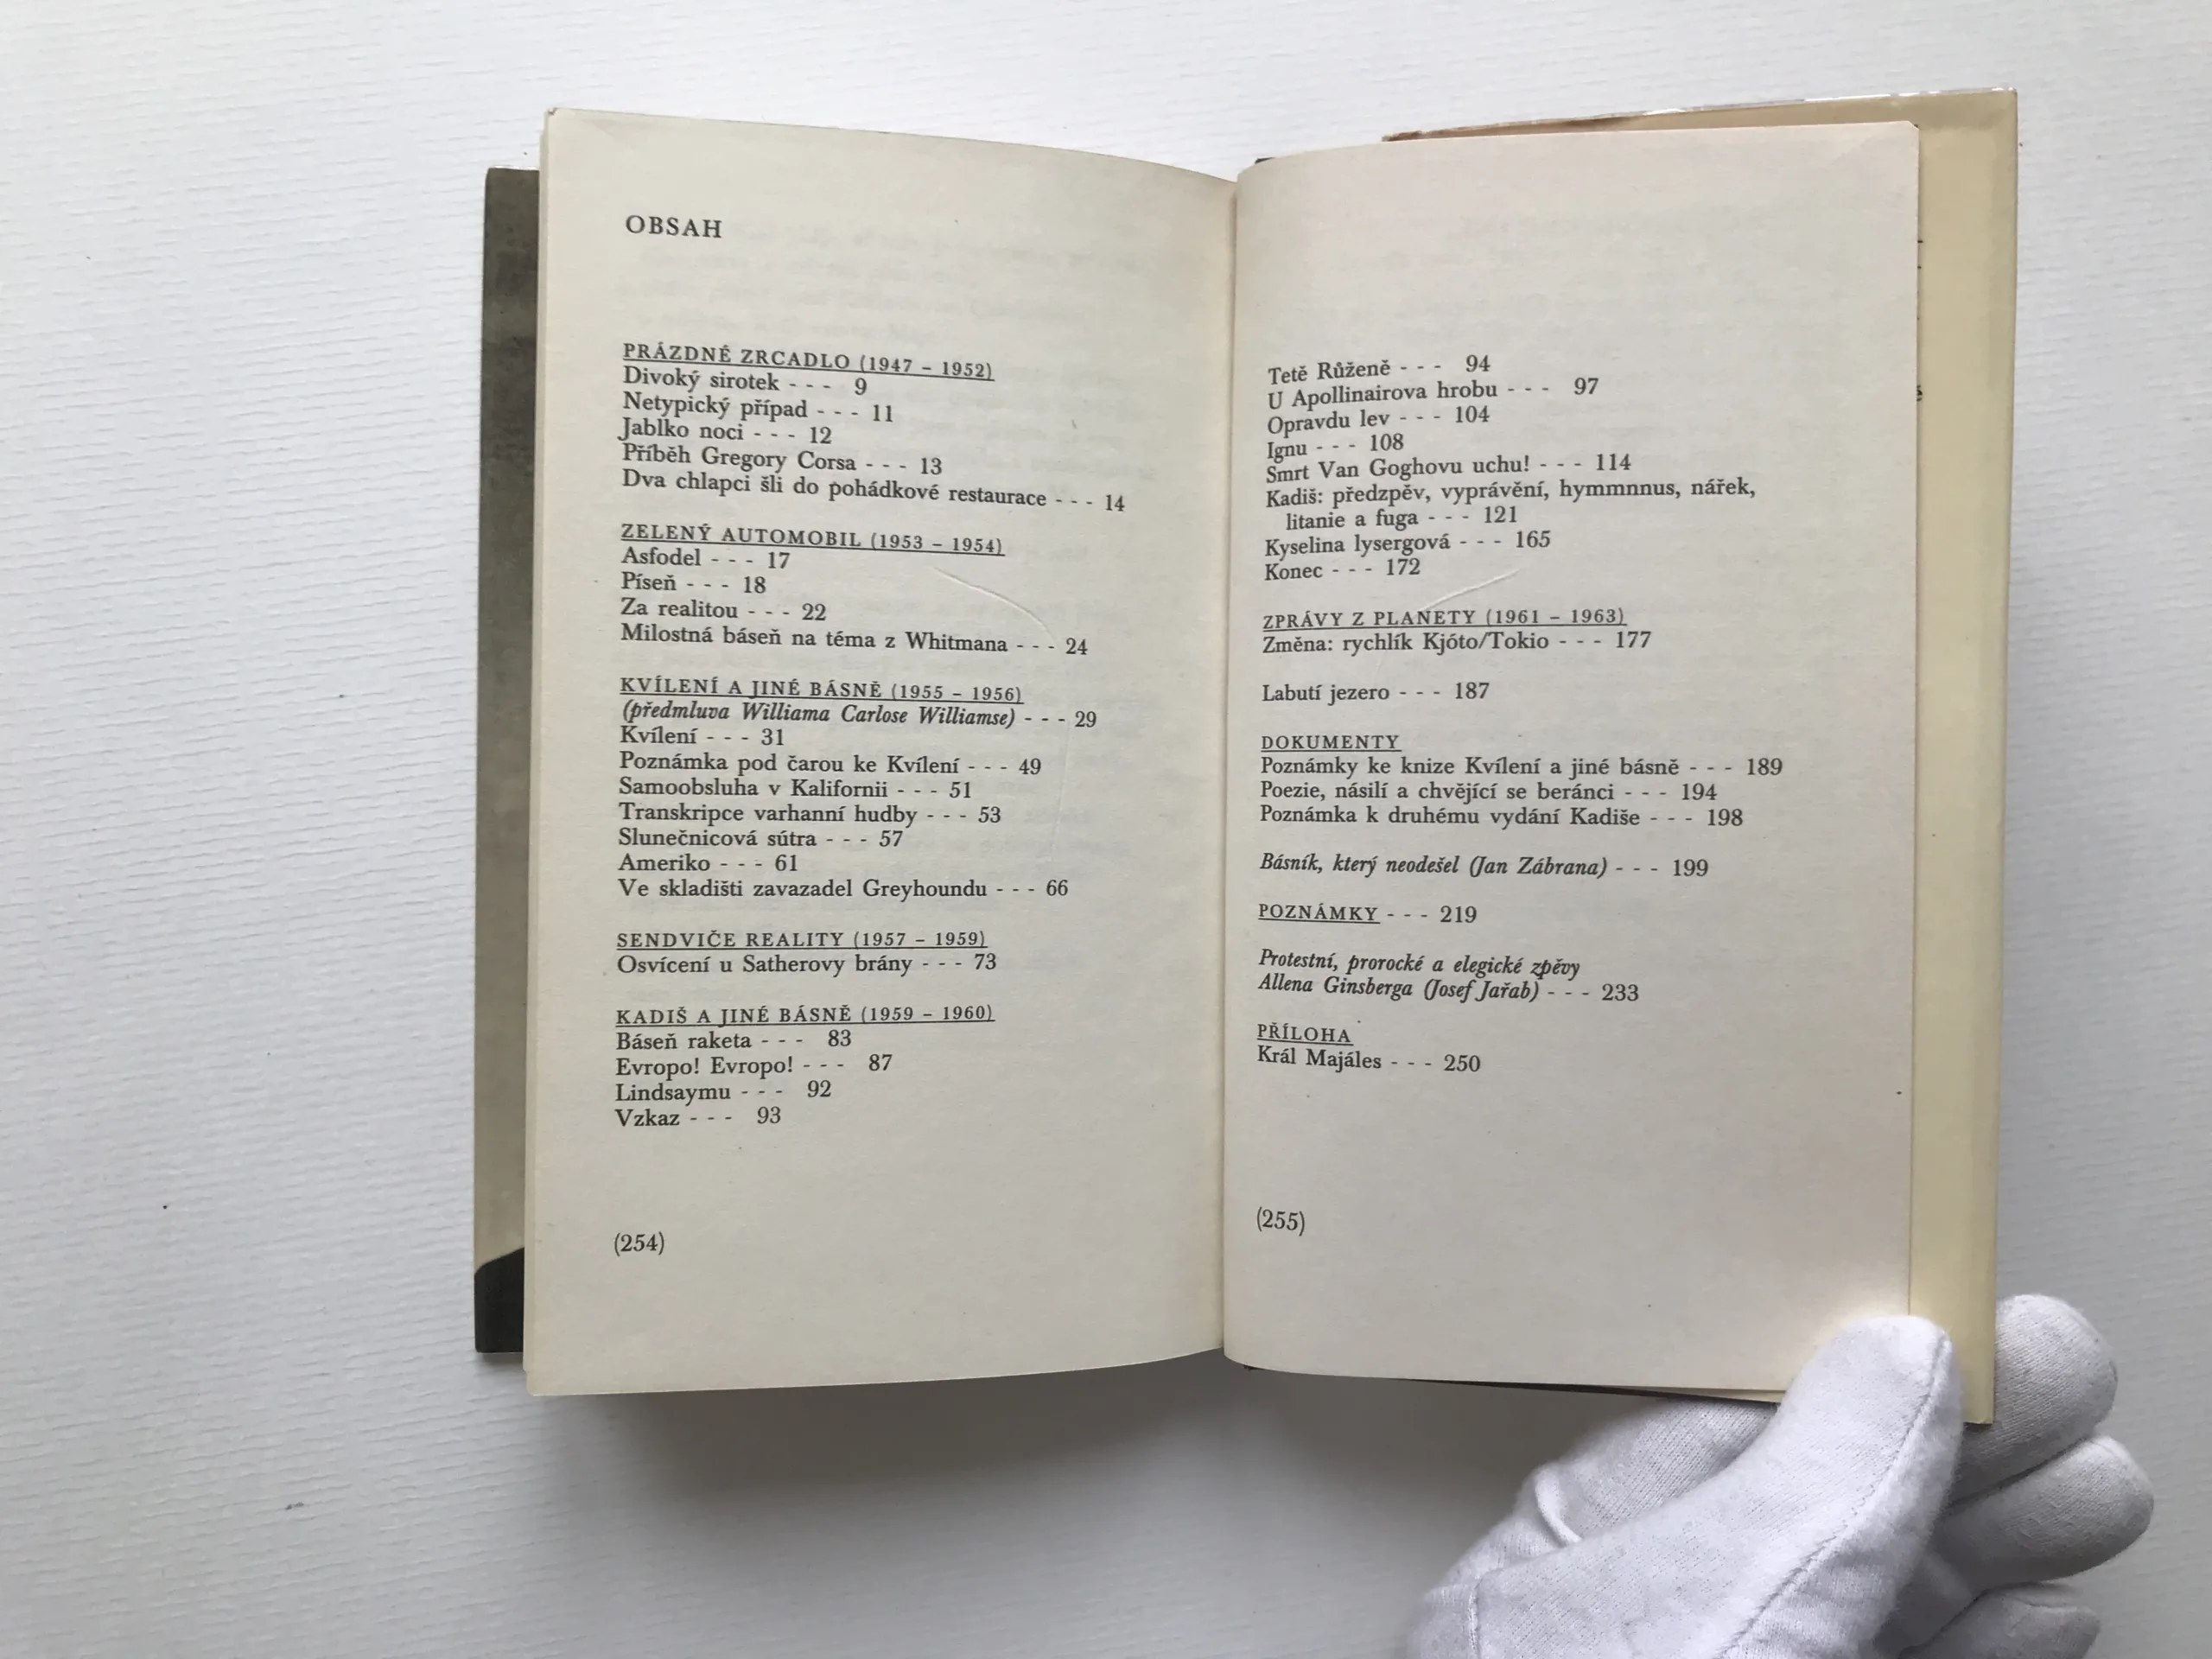 OBSAH
PRÁZDNÉ ZRCADLO (1947 – 1952)
Divoký sirotek - - - 9
Netypický případ - - - 11
Jablko noci - - - 12
Příběh Gregory Corsa - - - 13
Dva chlapci šli do pohádkové restaurace - - - 14
ZELENÝ AUTOMOBIL (1953 – 1954)
Asfodel - - - 17
Píseň - - - 18
Za realitou - - - 22
Milostná báseň na téma z Whitmana - - - 24
KVÍLENÍ A JINÉ BÁSNĚ (1955 – 1956)
(předmluva Williama Carlose Williamse) - - - 29
Kvílení - - - 31
Poznámka pod čarou ke Kvílení - - - 49
Samoobsluha v Kalifornii - - - 51
Transkripce varhanní hudby - - - 53
Slunečnicová sútra - - - 57
Ameriko - - - 61
Ve skladišti zavazadel Greyhoundu - - - 66
SENDVIČE REALITY (1957 – 1959)
Osvícení u Satherovy brány - - - 73
KADIŠ A JINÉ BÁSNĚ (1959 – 1960)
Báseň raketa - - - 83
Evropo! Evropo! - - - 87
Lindsaymu - - - 92
Vzkaz - - - 93
(254)
Tetě Růženě - - - 94
U Apollinairova hrobu - - - 97
Opravdu lev - - - 104
Ignu - - - 108
Smrt Van Goghovu uchu! - - - 114
Kadiš: předzpěv, vyprávění, hymmnnus, nářek,
litanie a fuga - - - 121
Kyselina lysergová - - - 165
Konec - - - 172
ZPRÁVY Z PLANETY (1961 – 1963)
Změna: rychlík Kjóto/Tokio - - - 177
Labutí jezero - - - 187
DOKUMENTY
Poznámky ke knize Kvílení a jiné básně - - - 189
Poezie, násilí a chvějící se beránci - - - 194
Poznámka k druhému vydání Kadiše - - - 198
Básník, který neodešel (Jan Zábrana) - - - 199
POZNÁMKY - - - 219
Protestní, prorocké a elegické zpěvy
Allena Ginsberga (Josef Jařab) - - - 233
PŘÍLOHA
Král Majáles - - - 250
(255)